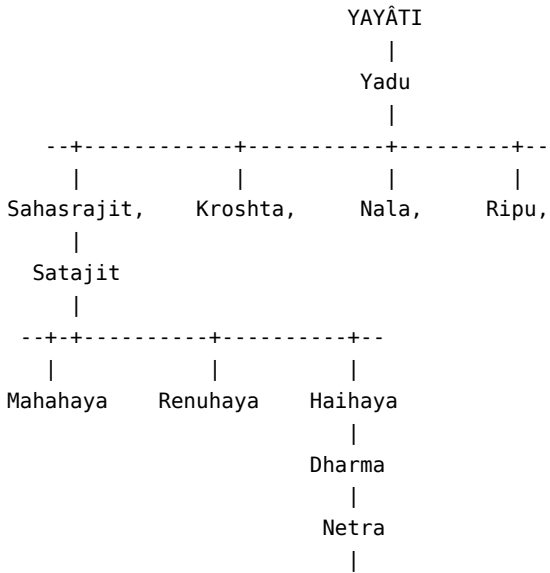 YAYÂTI
|
Yadu
|
--+------------+-----------+---------+--
| | | |
Sahasrajit, Kroshta, Nala, Ripu,
|
Satajit
|
--+-+----------+----------+--
| | |
Mahahaya Renuhaya Haihaya
|
Dharma
|
Netra
|